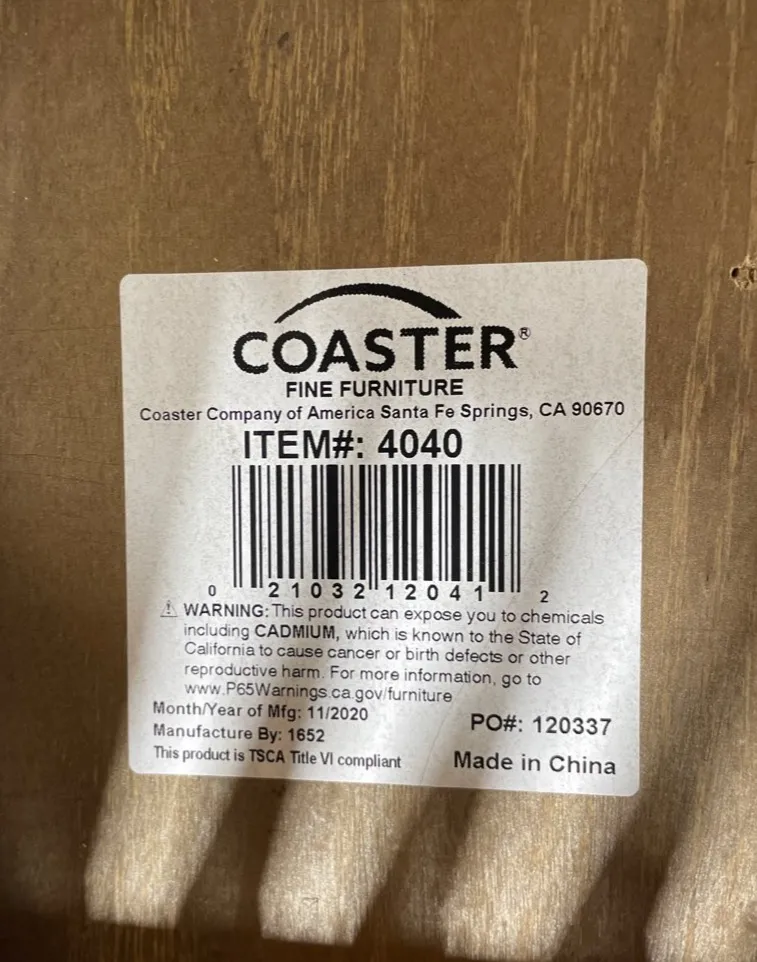 COASTER®
FINE FURNITURE
Coaster Company of America Santa Fe Springs, CA 90670
ITEM#: 4040
0 21032 12041 2
⚠ WARNING: This product can expose you to chemicals
including CADMIUM, which is known to the State of
California to cause cancer or birth defects or other
reproductive harm. For more information, go to
www.P65Warnings.ca.gov/furniture
Month/Year of Mfg: 11/2020
Manufacture By: 1652
PO#: 120337
This product is TSCA Title VI compliant
Made in China